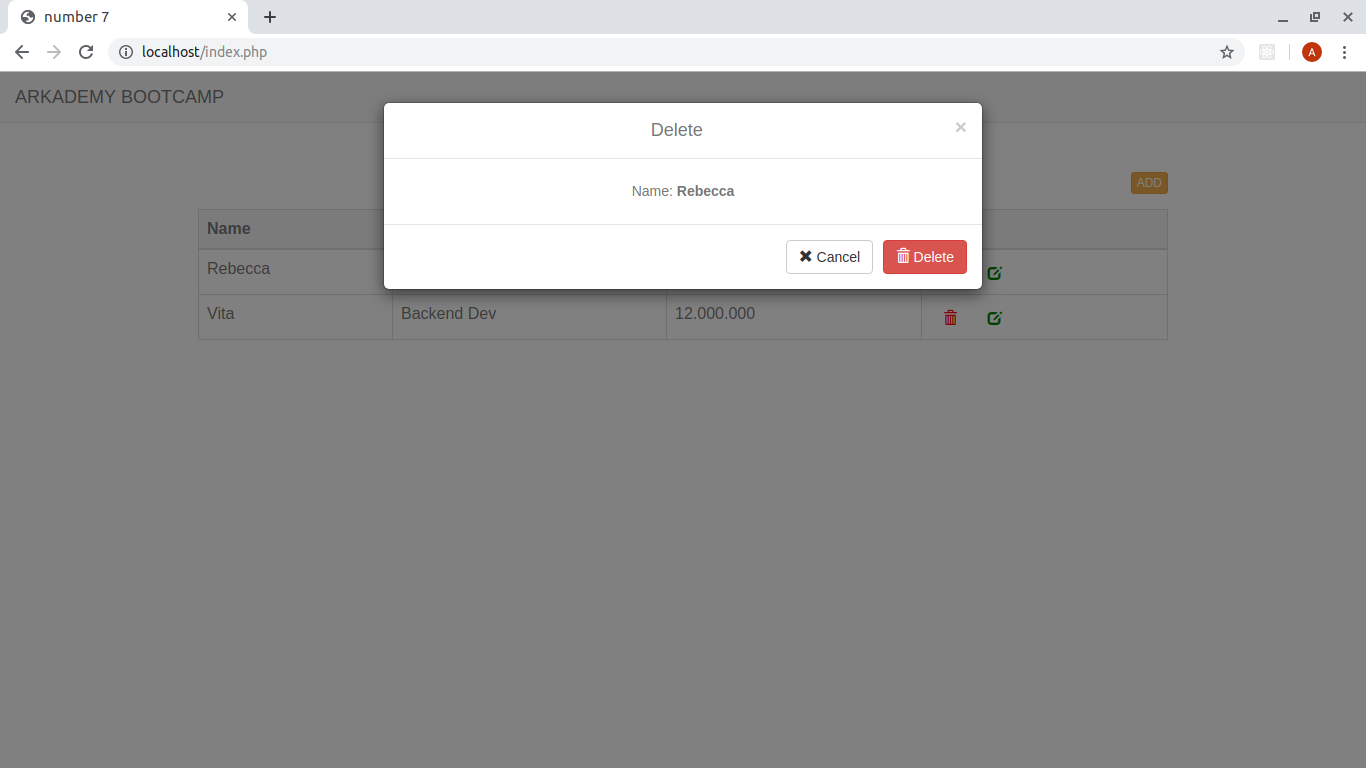 number 7
localhost/index.php
A
ARKADEMY BOOTCAMP
Delete ×
Name: Rebecca
Cancel Delete
ADD
Name
Rebecca
Vita Backend Dev 12.000.000